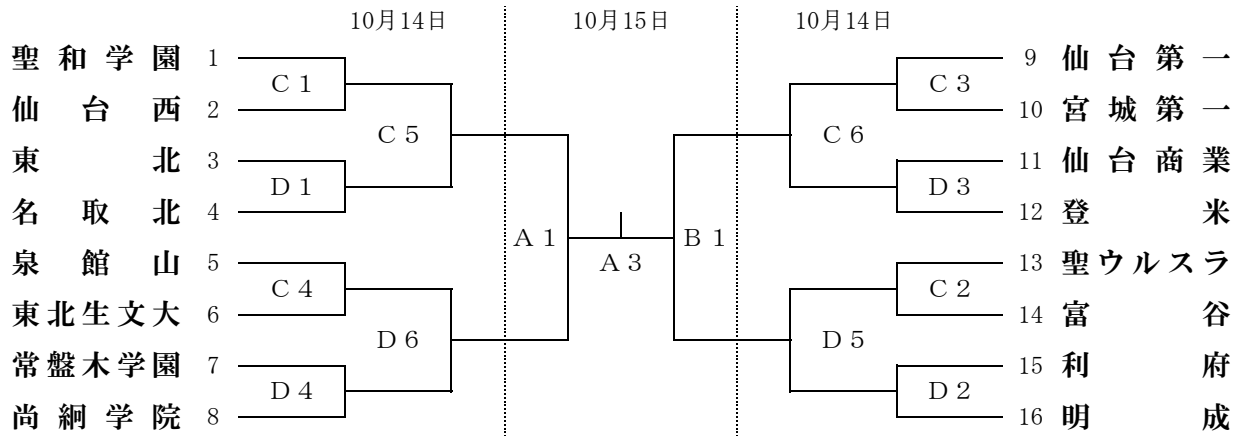 10月14日 10月15日 10月14日
聖和学園 1 C1 9 仙台第一
仙台西 2 C3 10 宮城第一
C5 C6
東北 3 D1 11 仙台商業
名取北 4 D3 12 登米
A1 A3 B1
泉館山 5 C4 13 聖ウルスラ
東北生文大 6 C2 14 富谷
D6 D5
常盤木学園 7 D4 15 利府
尚絅学院 8 D2 16 明成